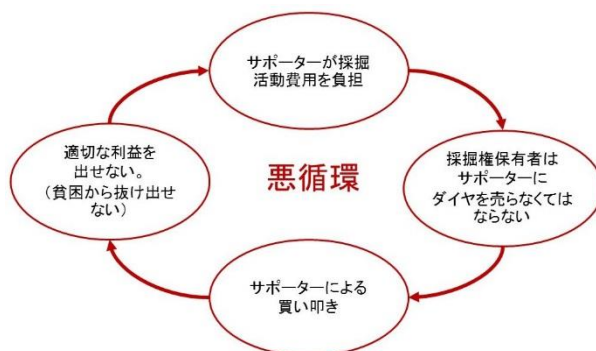 サポーターが採掘
活動費用を負担
採掘権保有者は
サポーターに
ダイヤを売らなくては
ならない
サポーターによる
買い叩き
適切な利益を
出せない。
(貧困から抜け出せ
ない)
悪循環